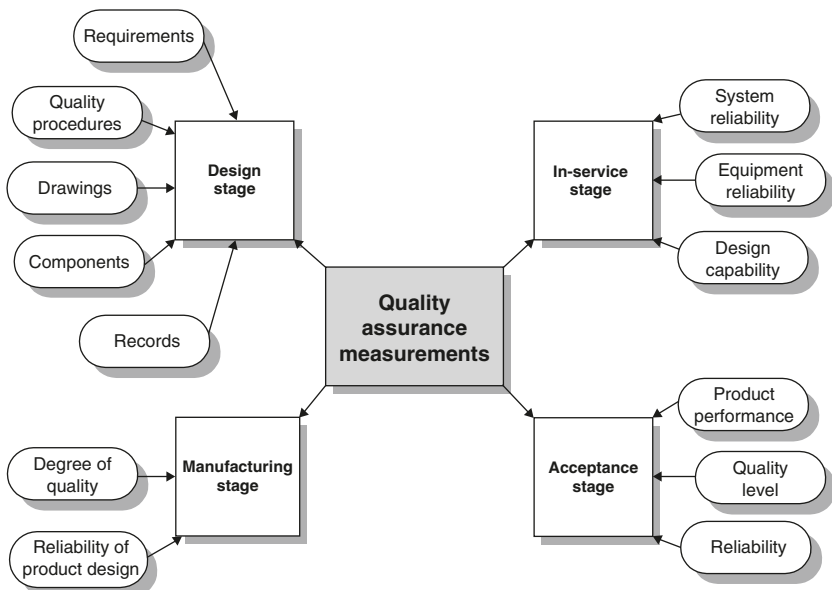 Requirements
Quality
procedures
Drawings
Components
Records
Design
stage
In-service
stage
System
reliability
Equipment
reliability
Design
capability
Quality
assurance
measurements
Degree of
quality
Reliability of
product design
Manufacturing
stage
Acceptance
stage
Product
performance
Quality
level
Reliability